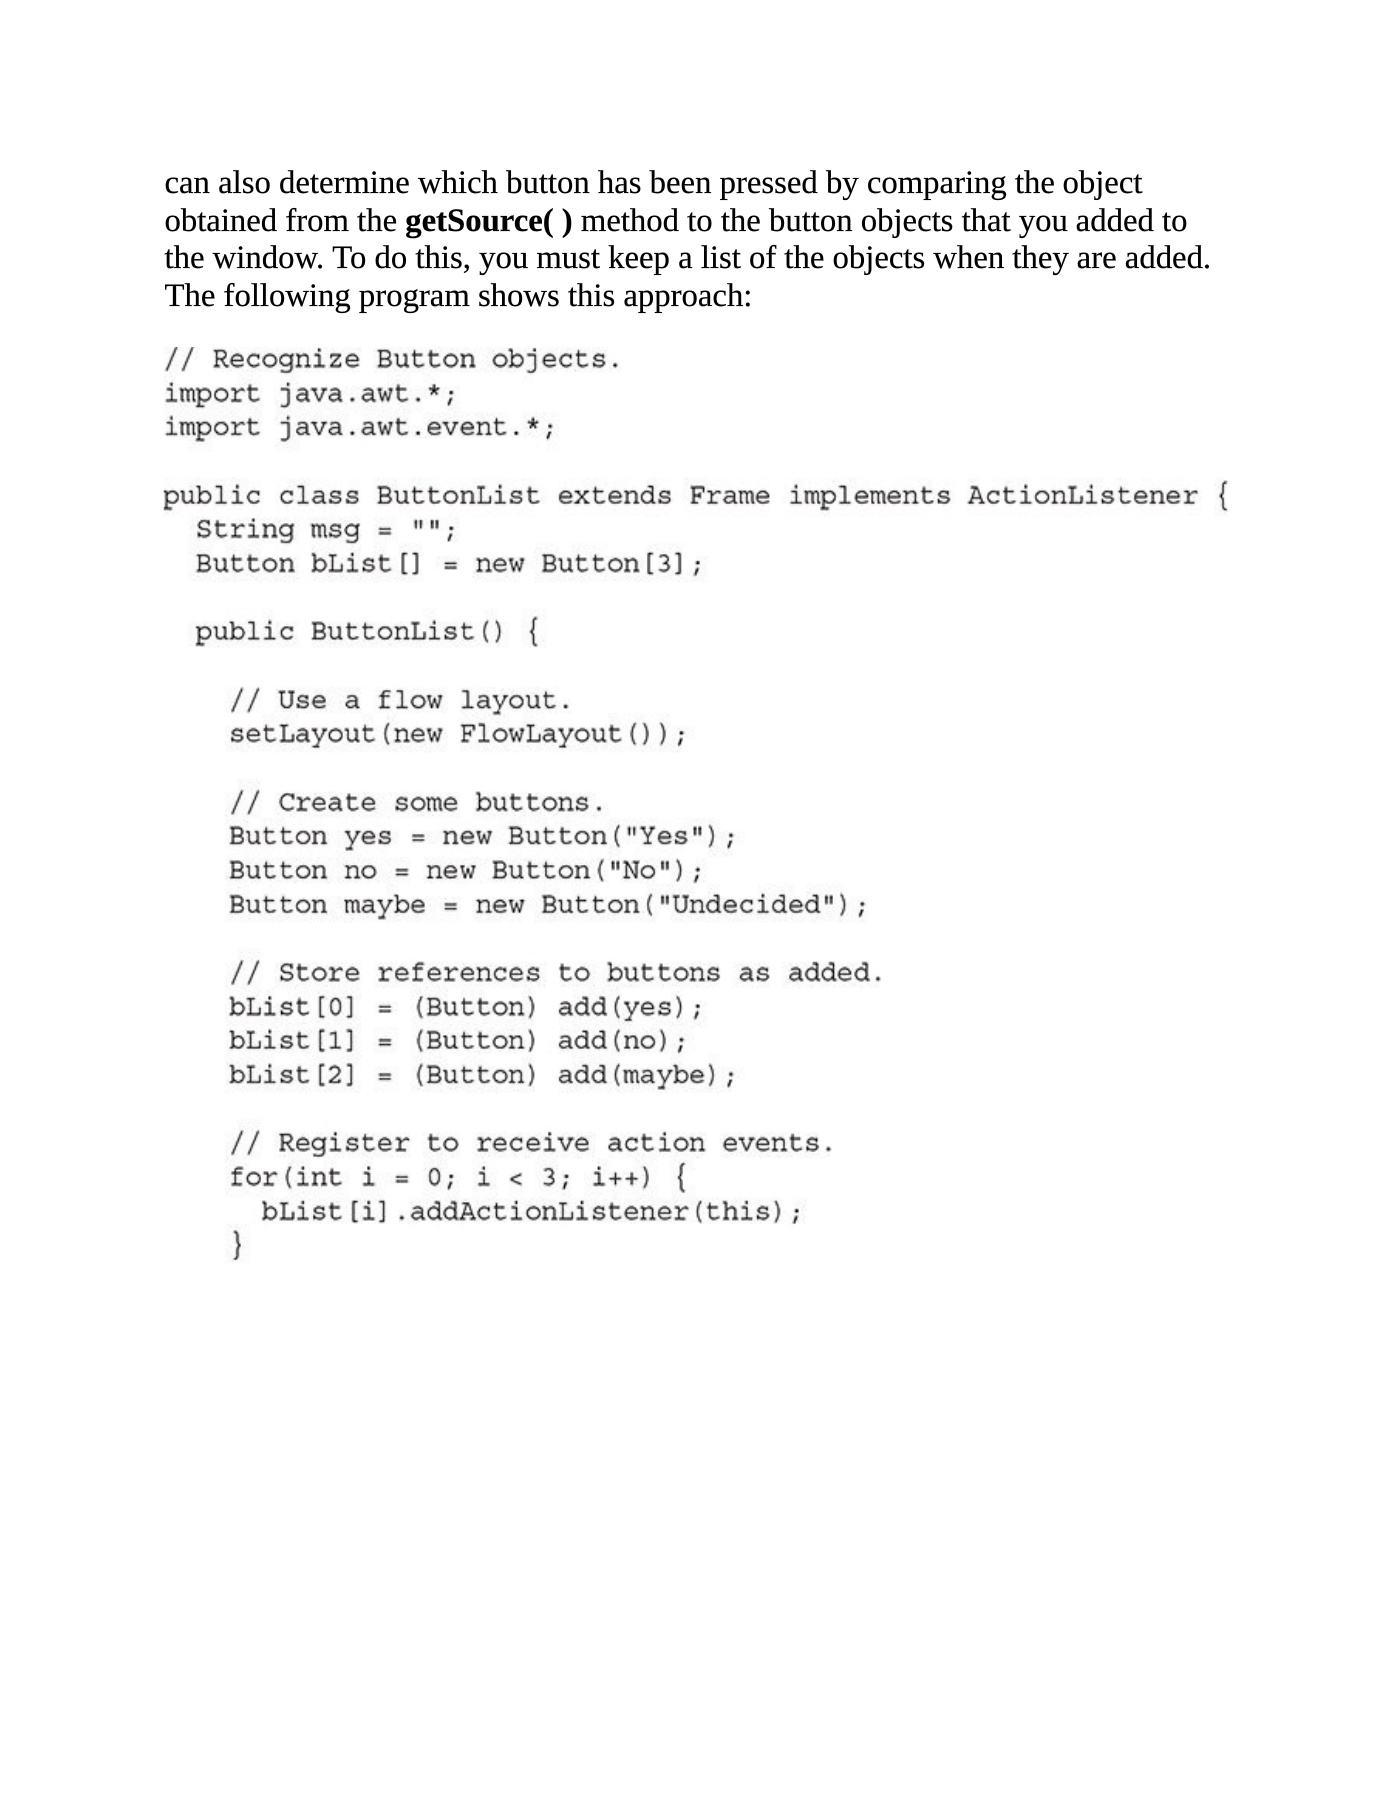 can also determine which button has been pressed by comparing the object
obtained from the getSource( ) method to the button objects that you added to
the window. To do this, you must keep a list of the objects when they are added.
The following program shows this approach:
// Recognize Button objects.
import java.awt.*;
import java.awt.event.*;
public class ButtonList extends Frame implements ActionListener {
  String msg = "";
  Button bList[] = new Button[3];
  public ButtonList() {
    // Use a flow layout.
    setLayout(new FlowLayout());
    // Create some buttons.
    Button yes = new Button("Yes");
    Button no = new Button("No");
    Button maybe = new Button("Undecided");
    // Store references to buttons as added.
    bList[0] = (Button) add(yes);
    bList[1] = (Button) add(no);
    bList[2] = (Button) add(maybe);
    // Register to receive action events.
    for(int i = 0; i < 3; i++) {
      bList[i].addActionListener(this);
    }